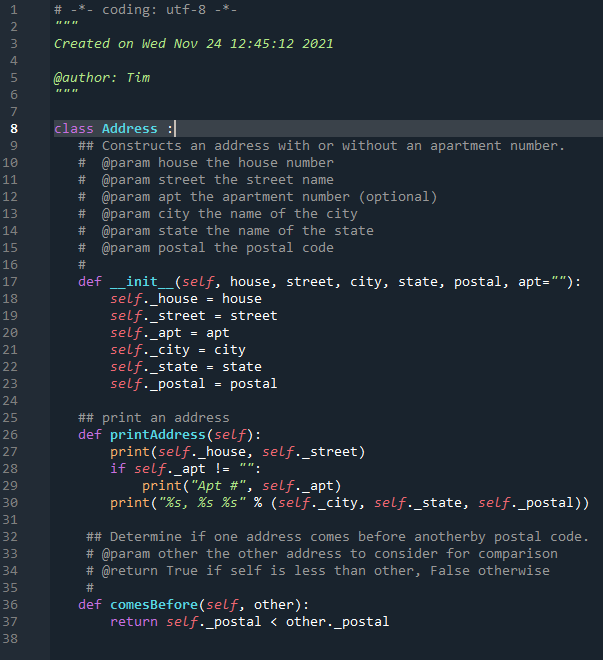 1 # -*- coding: utf-8 -*-
2 """
3 Created on Wed Nov 24 12:45:12 2021
4
5 @author: Tim
6 """
7
8 class Address :
9    ## Constructs an address with or without an apartment number.
10    #  @param house the house number
11    #  @param street the street name
12    #  @param apt the apartment number (optional)
13    #  @param city the name of the city
14    #  @param state the name of the state
15    #  @param postal the postal code
16    #
17    def __init__(self, house, street, city, state, postal, apt=""):
18        self._house = house
19        self._street = street
20        self._apt = apt
21        self._city = city
22        self._state = state
23        self._postal = postal
24
25    ## print an address
26    def printAddress(self):
27        print(self._house, self._street)
28        if self._apt != "":
29            print("Apt #", self._apt)
30        print("%s, %s %s" % (self._city, self._state, self._postal))
31
32     ## Determine if one address comes before anotherby postal code.
33     # @param other the other address to consider for comparison
34     # @return True if self is less than other, False otherwise
35     #
36    def comesBefore(self, other):
37        return self._postal < other._postal
38